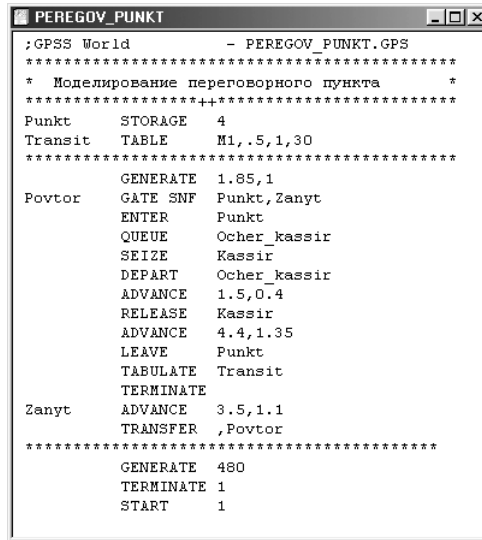 PEREGOV_PUNKT
;GPSS World - PEREGOV_PUNKT.GPS
*********************************************
* Моделирование переговорного пункта *
******************++*************************
Punkt STORAGE 4
Transit TABLE M1,.5,1,30
*********************************************
GENERATE 1.85,1
Povtor GATE SNF Punkt,Zanyt
ENTER Punkt
QUEUE Ocher_kassir
SEIZE Kassir
DEPART Ocher_kassir
ADVANCE 1.5,0.4
RELEASE Kassir
ADVANCE 4.4,1.35
LEAVE Punkt
TABULATE Transit
TERMINATE
Zanyt ADVANCE 3.5,1.1
TRANSFER ,Povtor
*******************************************
GENERATE 480
TERMINATE 1
START 1